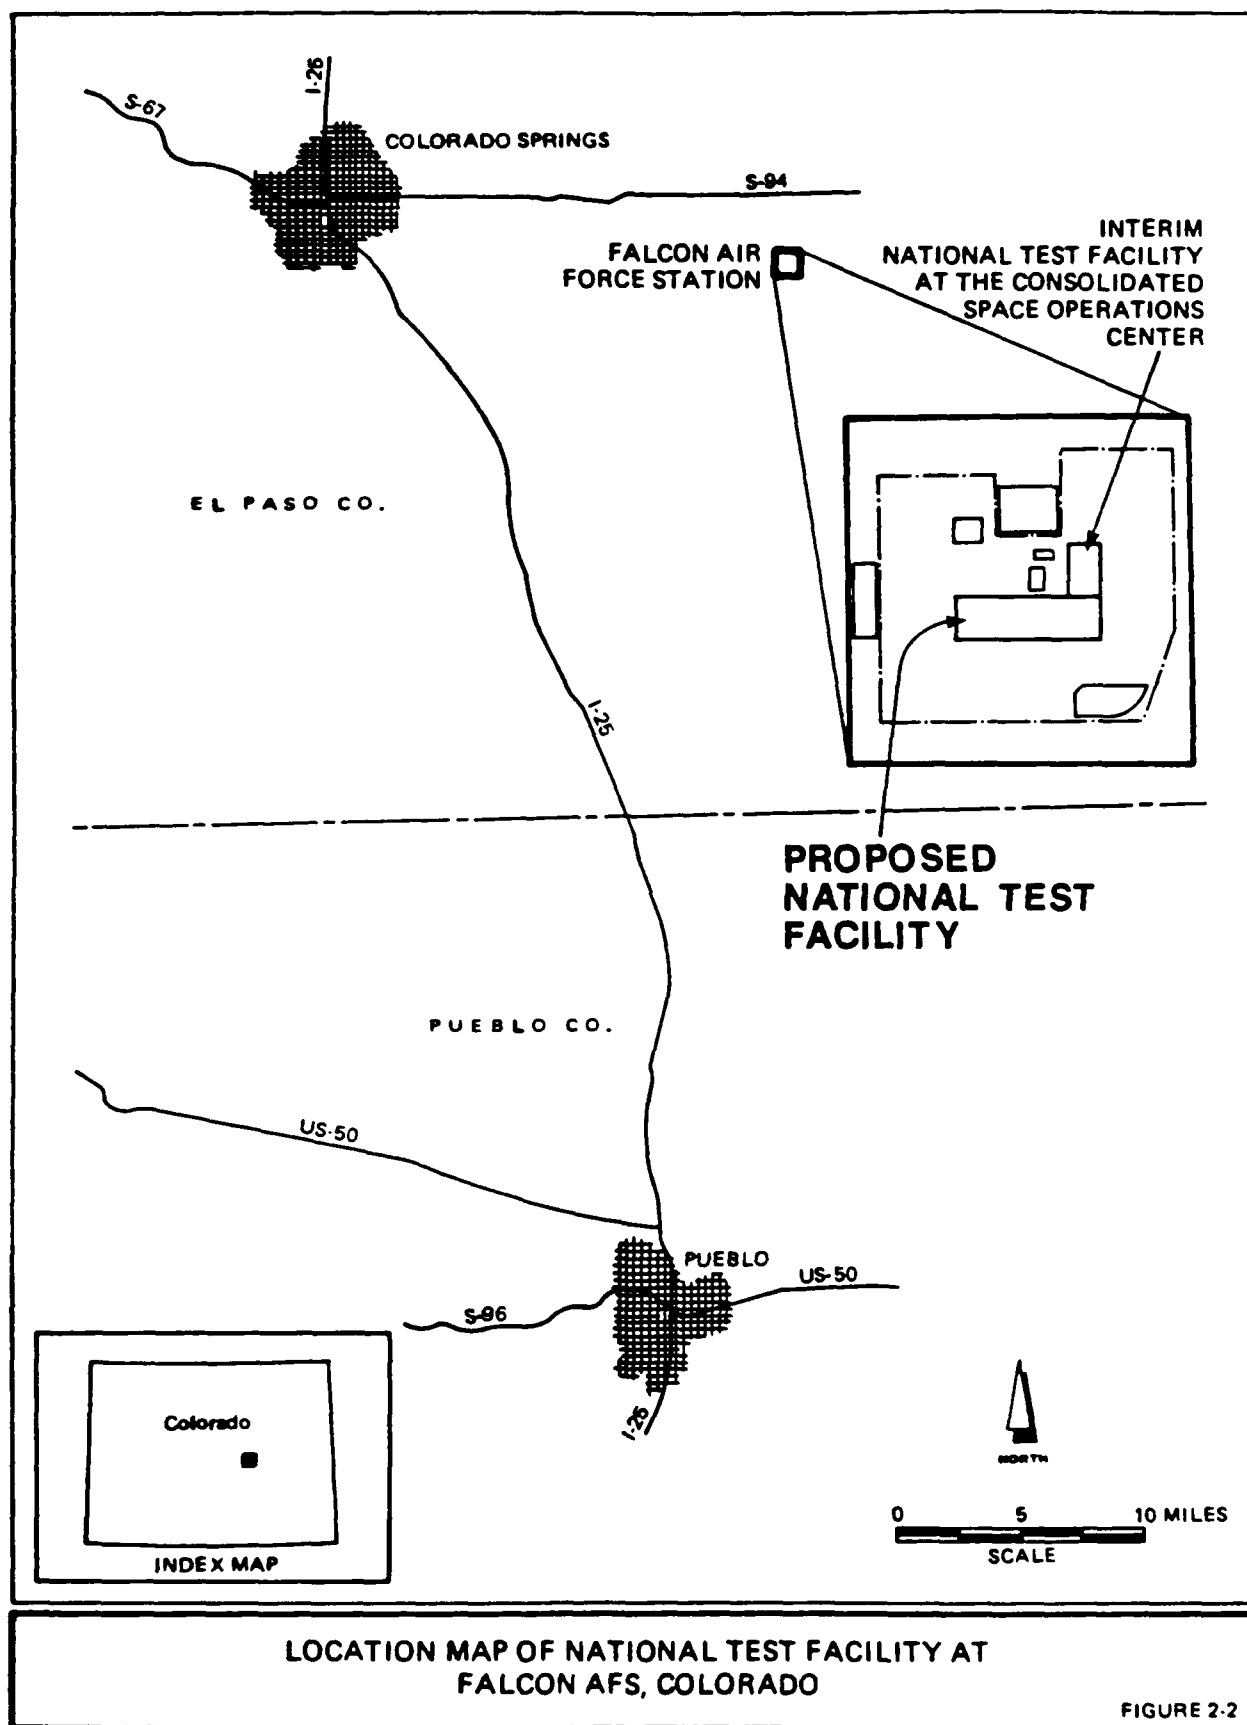 I-26
S-67
COLORADO SPRINGS
S-94
FALCON AIR
FORCE STATION
INTERIM
NATIONAL TEST FACILITY
AT THE CONSOLIDATED
SPACE OPERATIONS
CENTER
EL PASO CO.
I-25
PROPOSED
NATIONAL TEST
FACILITY
PUEBLO CO.
US-50
PUEBLO
US-50
S-96
I-26
Colorado
INDEX MAP
NORTH
0 5 10 MILES
SCALE
LOCATION MAP OF NATIONAL TEST FACILITY AT
FALCON AFS, COLORADO
FIGURE 2-2